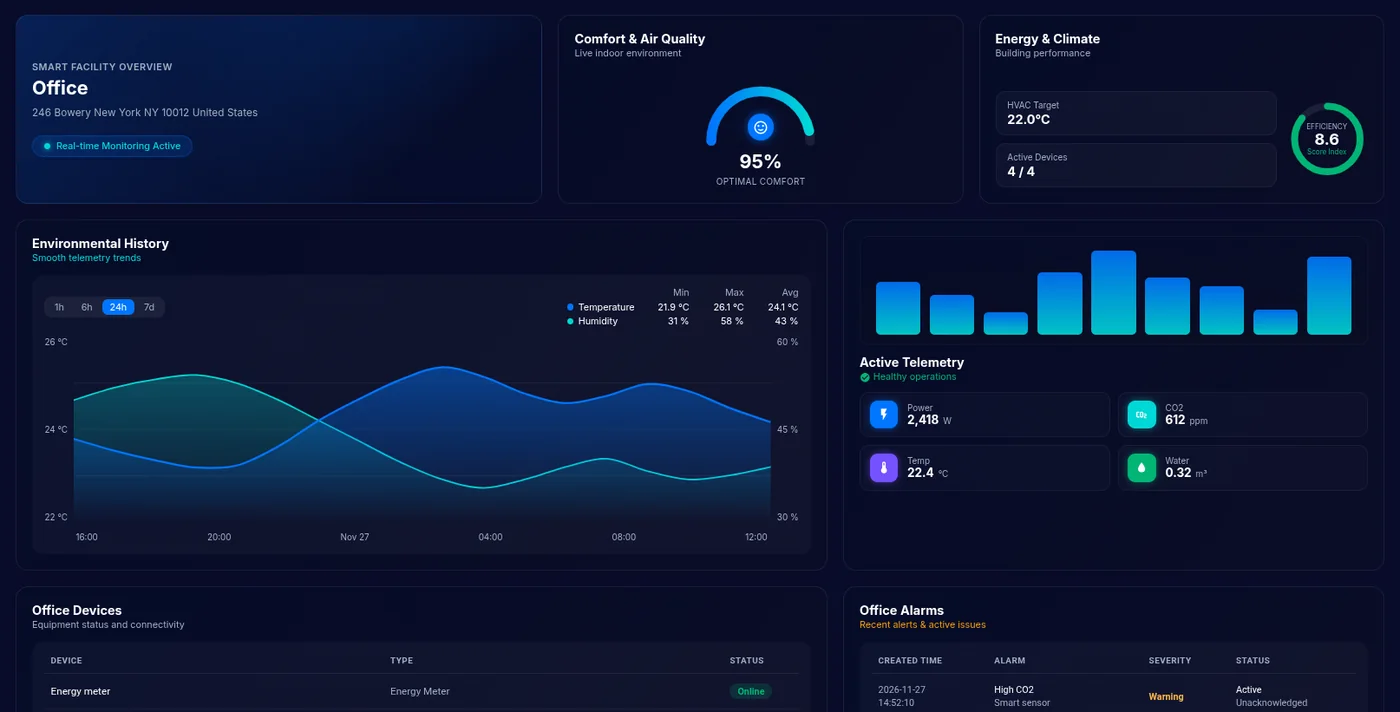 SMART FACILITY OVERVIEW
Office
246 Bowery New York NY 10012 United States
Real-time Monitoring Active
Comfort & Air Quality
Live indoor environment
95%
OPTIMAL COMFORT
Energy & Climate
Building performance
HVAC Target
22.0°C
Active Devices
4 / 4
EFFICIENCY
8.6
Score Index
Environmental History
Smooth telemetry trends
1h 6h 24h 7d
Min Max Avg
Temperature 21.9 °C 26.1 °C 24.1 °C
Humidity 31 % 58 % 43 %
26 °C 60 %
24 °C 45 %
22 °C 30 %
16:00 20:00 Nov 27 04:00 08:00 12:00
Active Telemetry
Healthy operations
Power
2,418 W
CO2
CO2
612 ppm
Temp
22.4 °C
Water
0.32 m³
Office Devices
Equipment status and connectivity
DEVICE TYPE STATUS
Energy meter Energy Meter Online
Office Alarms
Recent alerts & active issues
CREATED TIME ALARM SEVERITY STATUS
2026-11-27 High CO2 Warning Active
14:52:10 Smart sensor Unacknowledged